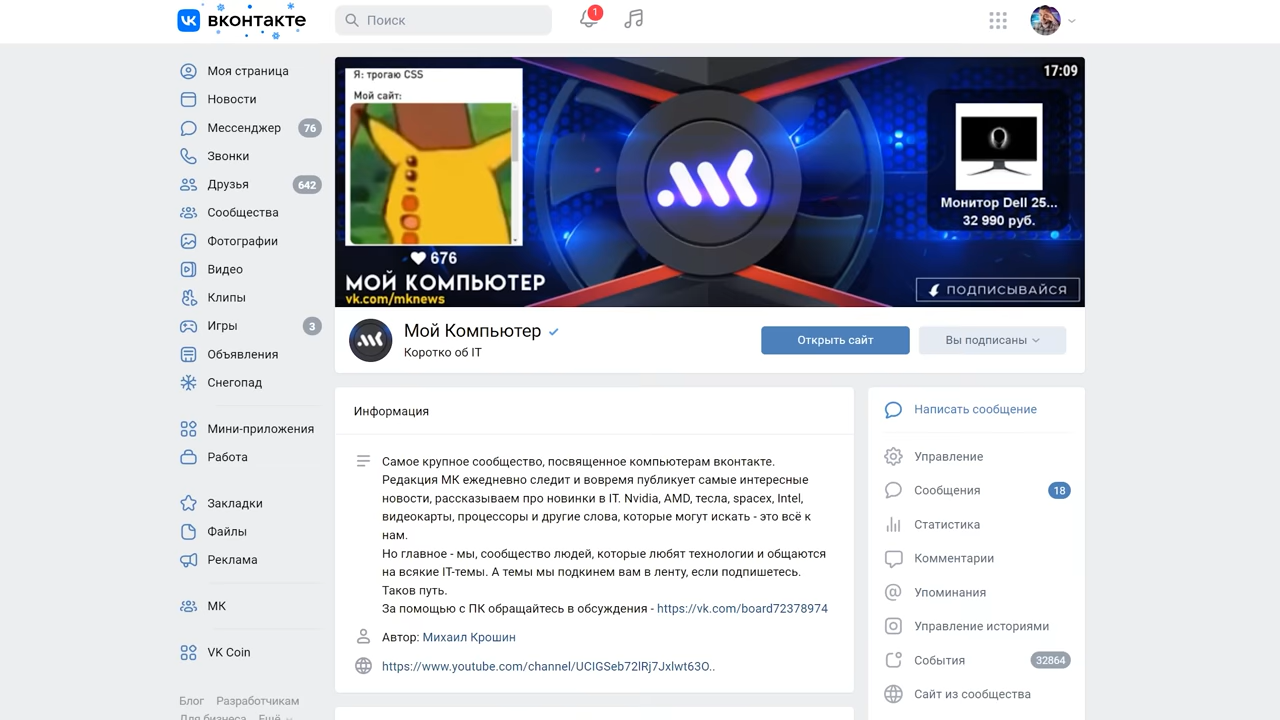 вконтакте
Поиск
1
Моя страница
Новости
Мессенджер 76
Звонки
Друзья 642
Сообщества
Фотографии
Видео
Клипы
Игры 3
Объявления
Снегопад
Мини-приложения
Работа
Закладки
Файлы
Реклама
МК
VK Coin
Блог Разработчикам
Для бизнеса Ещё
Я: трогаю CSS
Мой сайт:
676
МОЙ КОМПЬЮТЕР
vk.com/mknews
17:09
Монитор Dell 25...
32 990 руб.
ПОДПИСЫВАЙСЯ
Мой Компьютер
Коротко об IT
Открыть сайт
Вы подписаны
Информация
Самое крупное сообщество, посвященное компьютерам вконтакте.
Редакция МК ежедневно следит и вовремя публикует самые интересные
новости, рассказываем про новинки в IT. Nvidia, AMD, тесла, spacex, Intel,
видеокарты, процессоры и другие слова, которые могут искать - это всё к
нам.
Но главное - мы, сообщество людей, которые любят технологии и общаются
на всякие IT-темы. А темы мы подкинем вам в ленту, если подпишетесь.
Таков путь.
За помощью с ПК обращайтесь в обсуждения - https://vk.com/board72378974
Автор: Михаил Крошин
https://www.youtube.com/channel/UCIGSeb72lRj7Jxlwt63O..
Написать сообщение
Управление
Сообщения 18
Статистика
Комментарии
Упоминания
Управление историями
События 32864
Сайт из сообщества